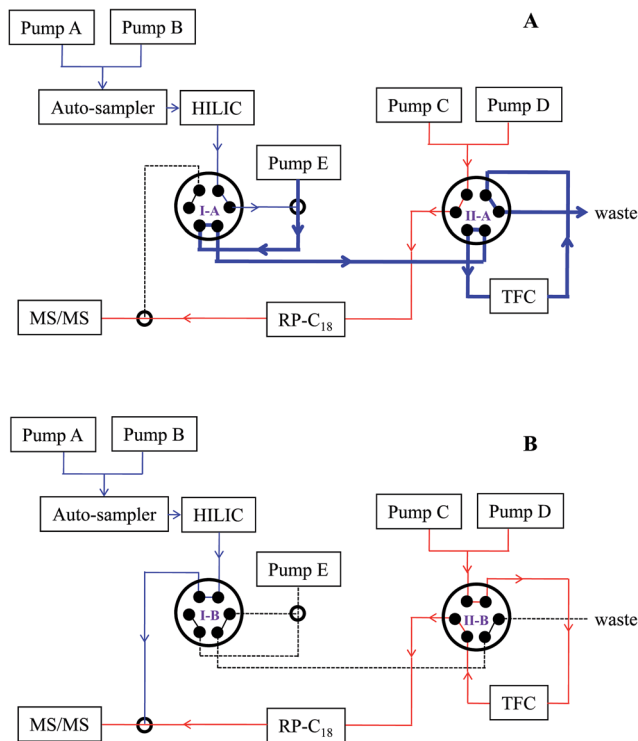 A
Pump A
Pump B
Auto-sampler
HILIC
Pump C
Pump D
Pump E
I-A
II-A
waste
TFC
MS/MS
RP-C₁₈
B
Pump A
Pump B
Auto-sampler
HILIC
Pump C
Pump D
Pump E
I-B
II-B
waste
TFC
MS/MS
RP-C₁₈